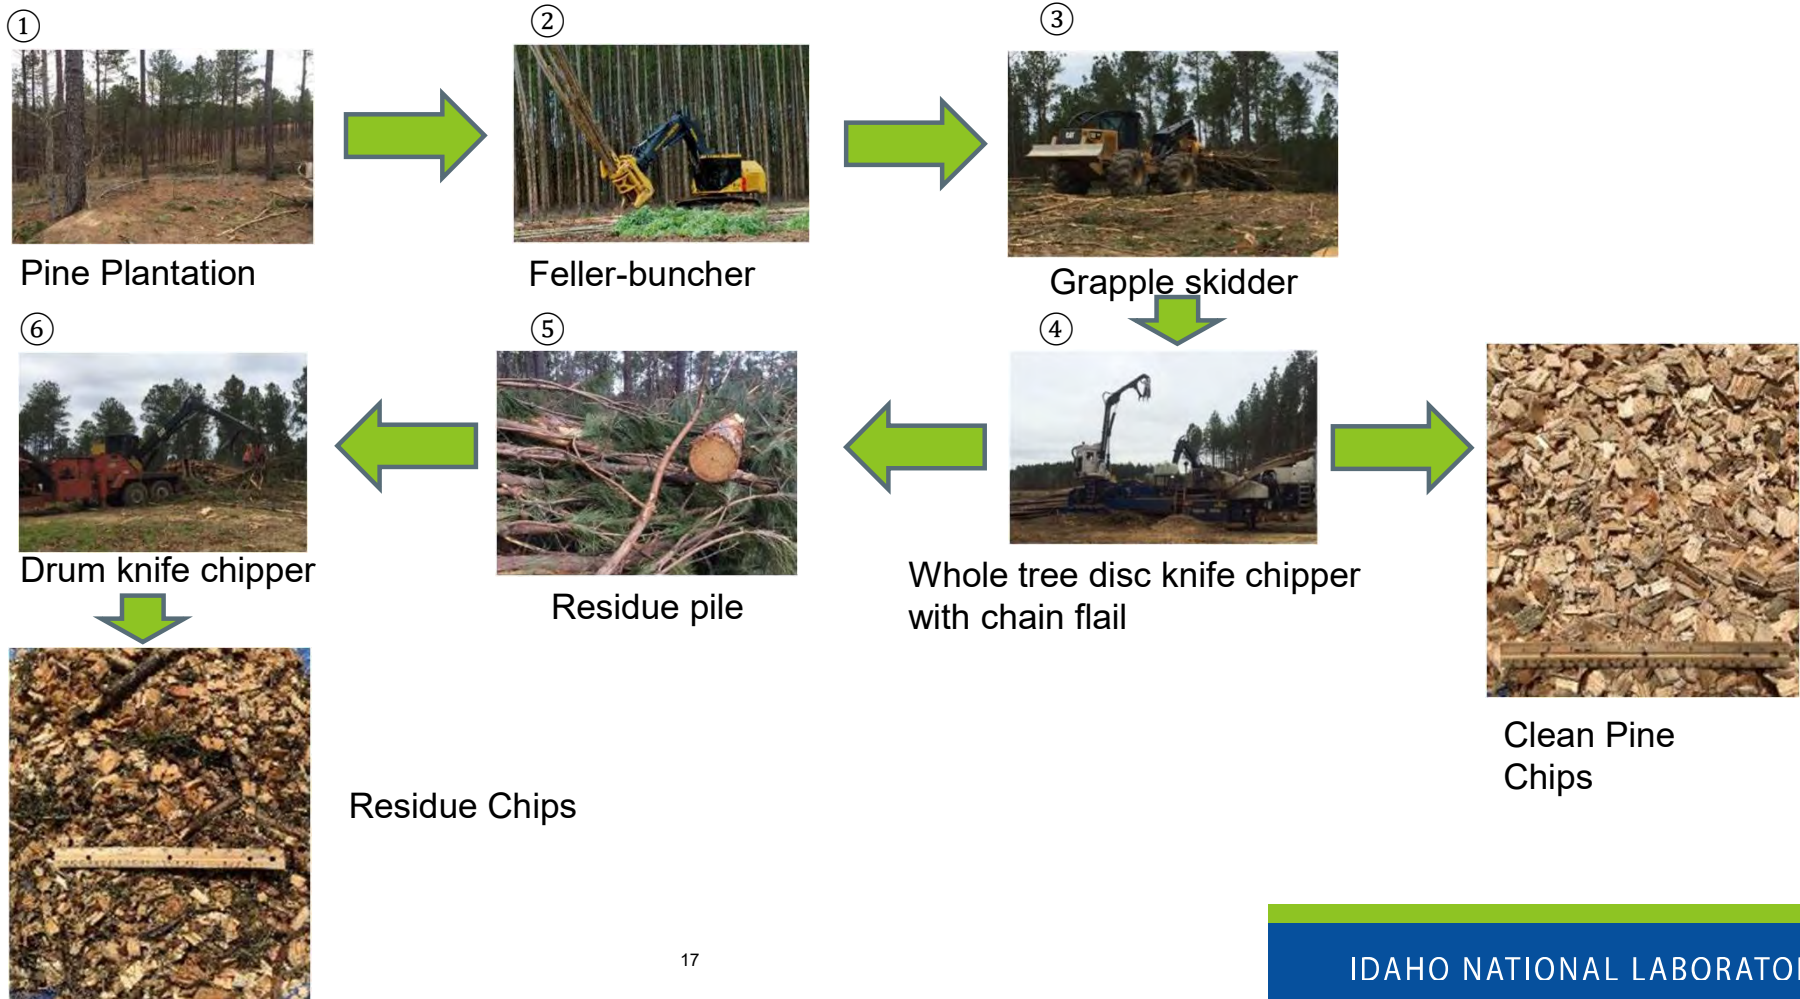 ①
②
③
Pine Plantation
Feller-buncher
Grapple skidder
⑥
⑤
④
Drum knife chipper
Residue pile
Whole tree disc knife chipper
with chain flail
Clean Pine
Chips
Residue Chips
17
IDAHO NATIONAL LABORATO